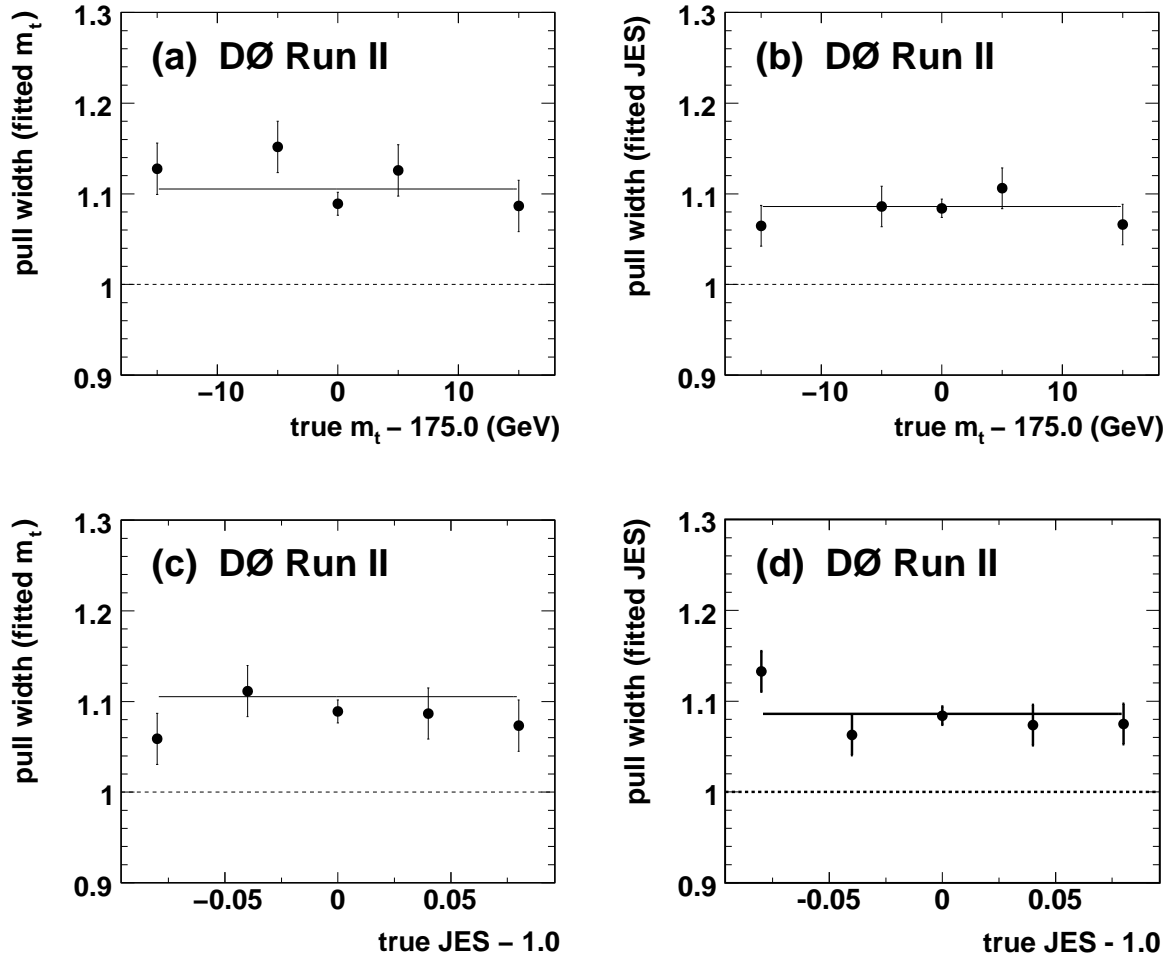 pull width (fitted m_t)
1.3
1.2
1.1
1
0.9
(a) DØ Run II
−10 0 10
true m_t − 175.0 (GeV)
pull width (fitted JES)
1.3
1.2
1.1
1
0.9
(b) DØ Run II
−10 0 10
true m_t − 175.0 (GeV)
pull width (fitted m_t)
1.3
1.2
1.1
1
0.9
(c) DØ Run II
−0.05 0 0.05
true JES − 1.0
pull width (fitted JES)
1.3
1.2
1.1
1
0.9
(d) DØ Run II
-0.05 0 0.05
true JES - 1.0